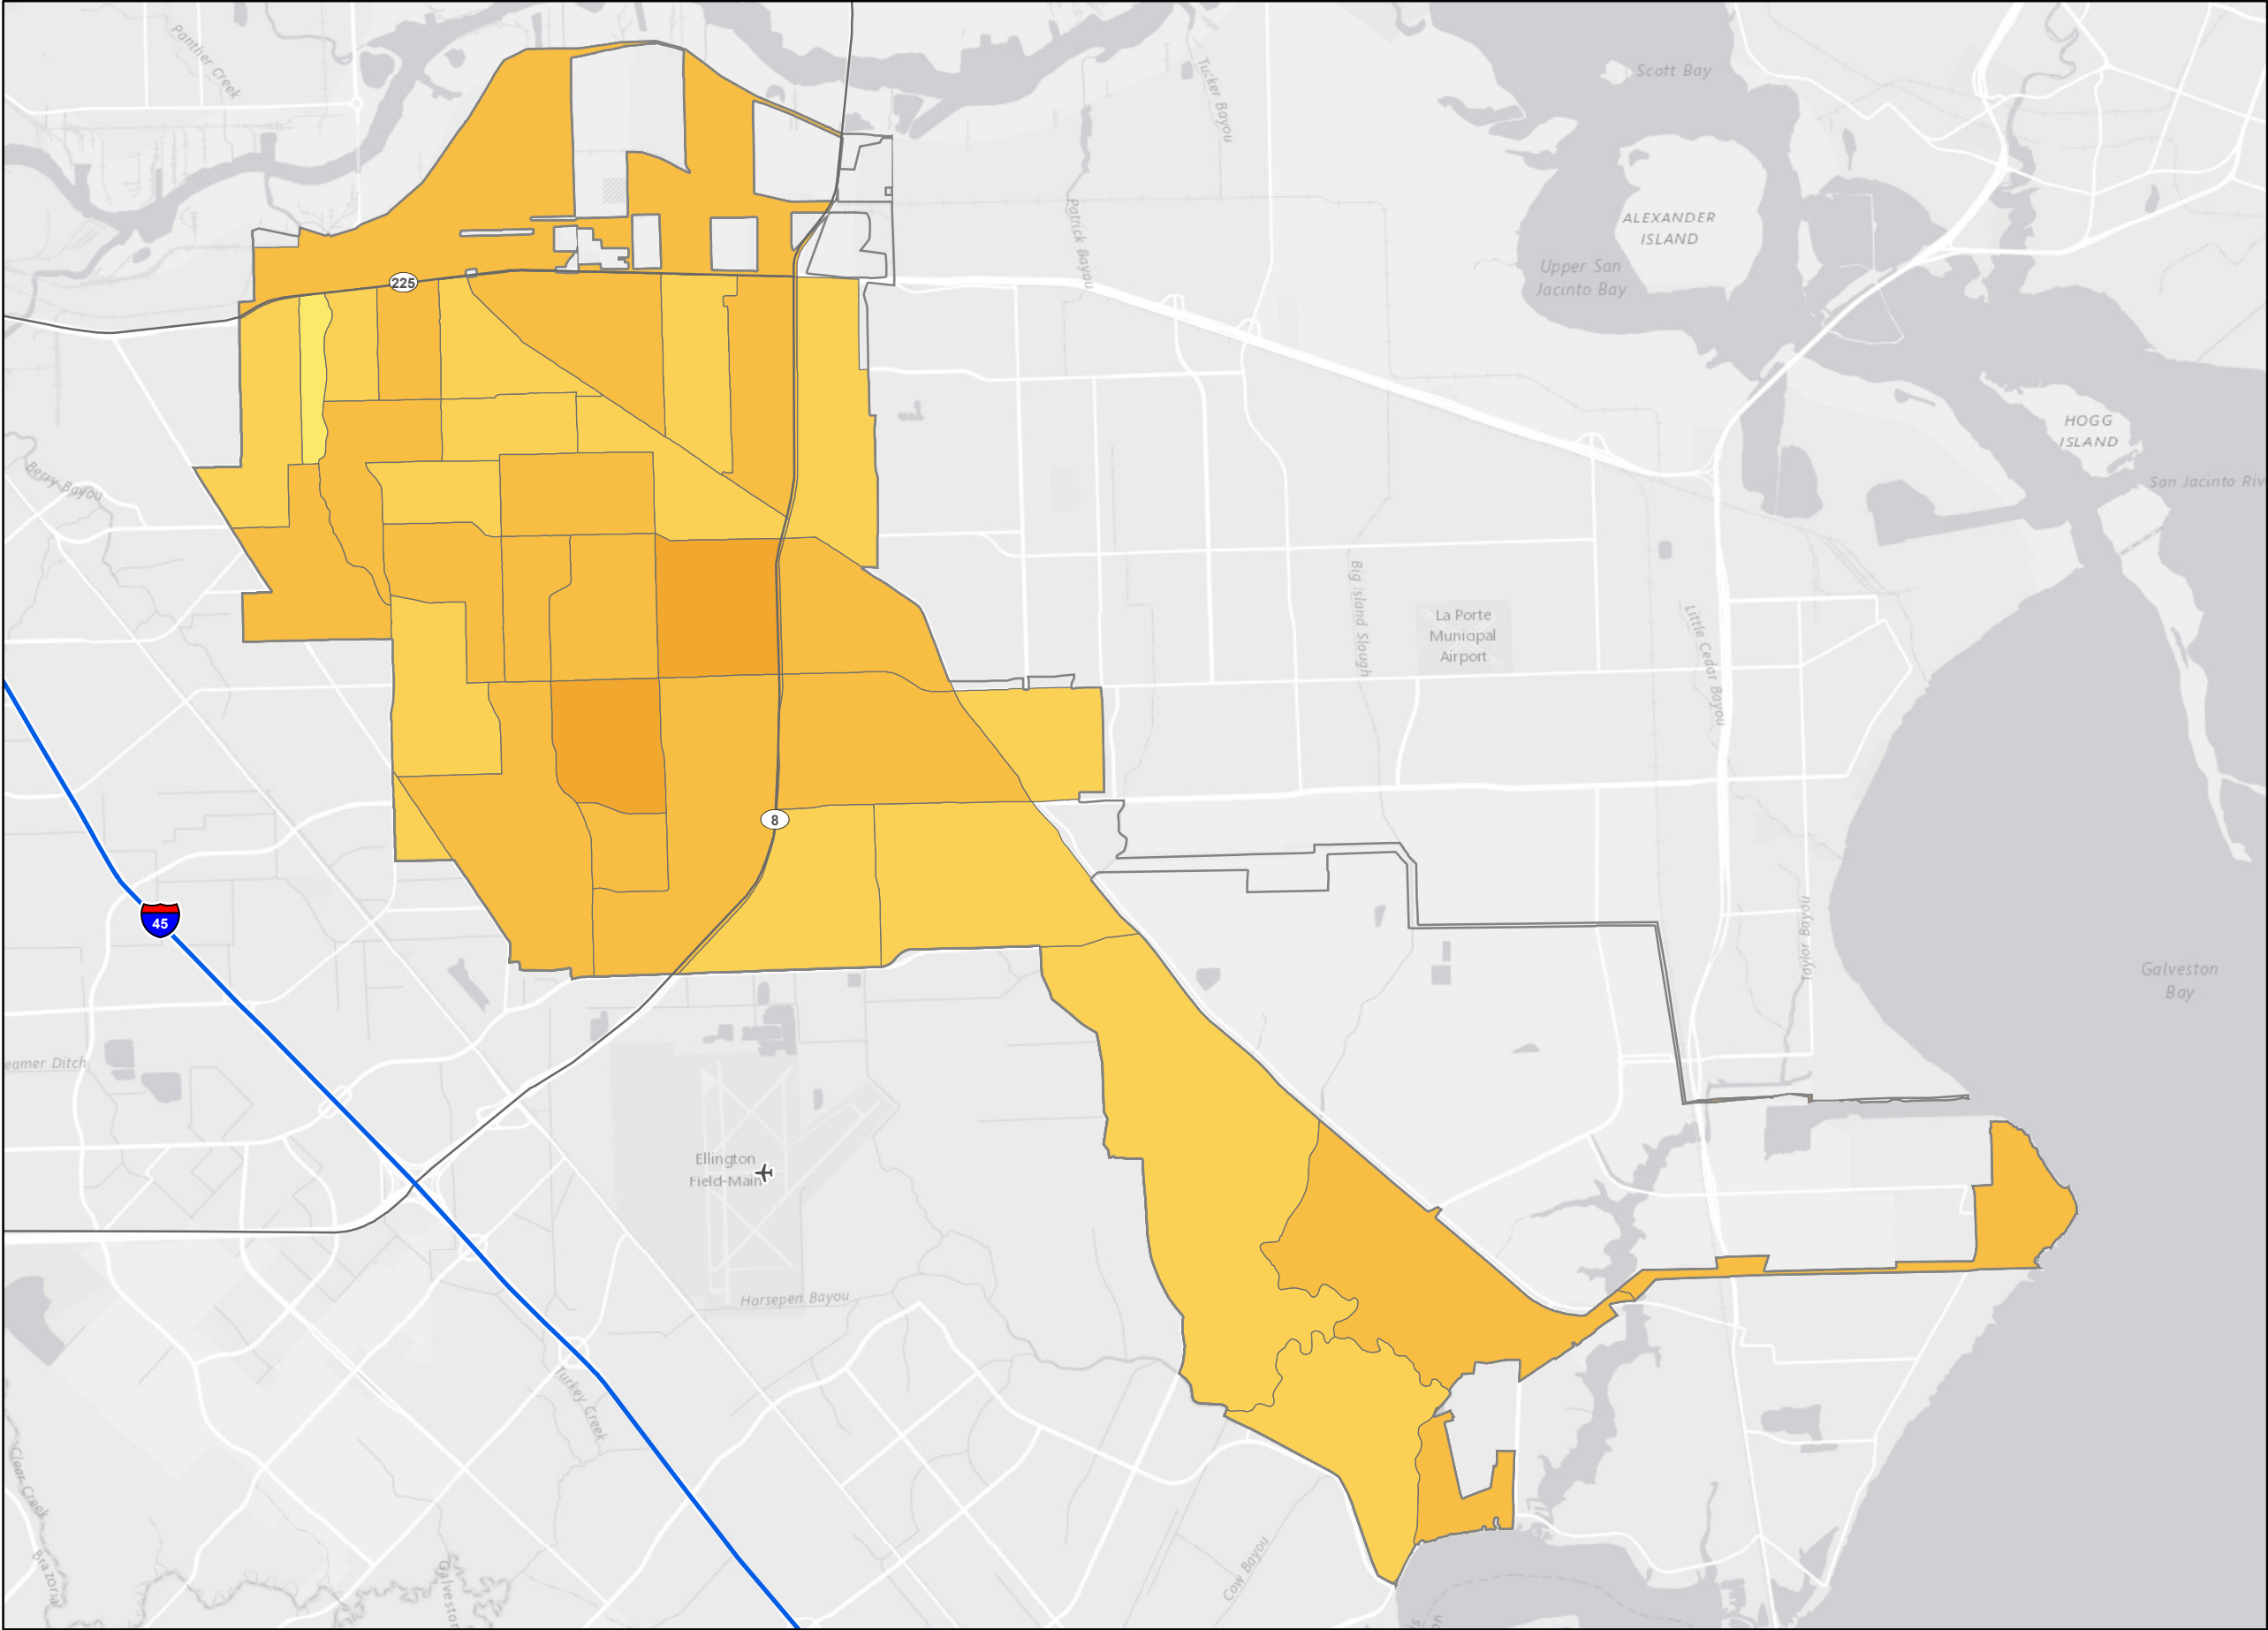 Panther Creek
Tucker Bayou
Scott Bay
ALEXANDER
ISLAND
Patrick Bayou
Upper San
Jacinto Bay
225
HOGG
ISLAND
Berry Bayou
San Jacinto Riv
Big Island Slough
La Porte
Municipal
Airport
Little Cedar Bayou
8
45
Taylor Bayou
Galveston
Bay
eamer Ditch
Ellington
Field-Main
Horsepen Bayou
Turkey Creek
Clear Creek
Brazoria
Galveston
Cow Bayou